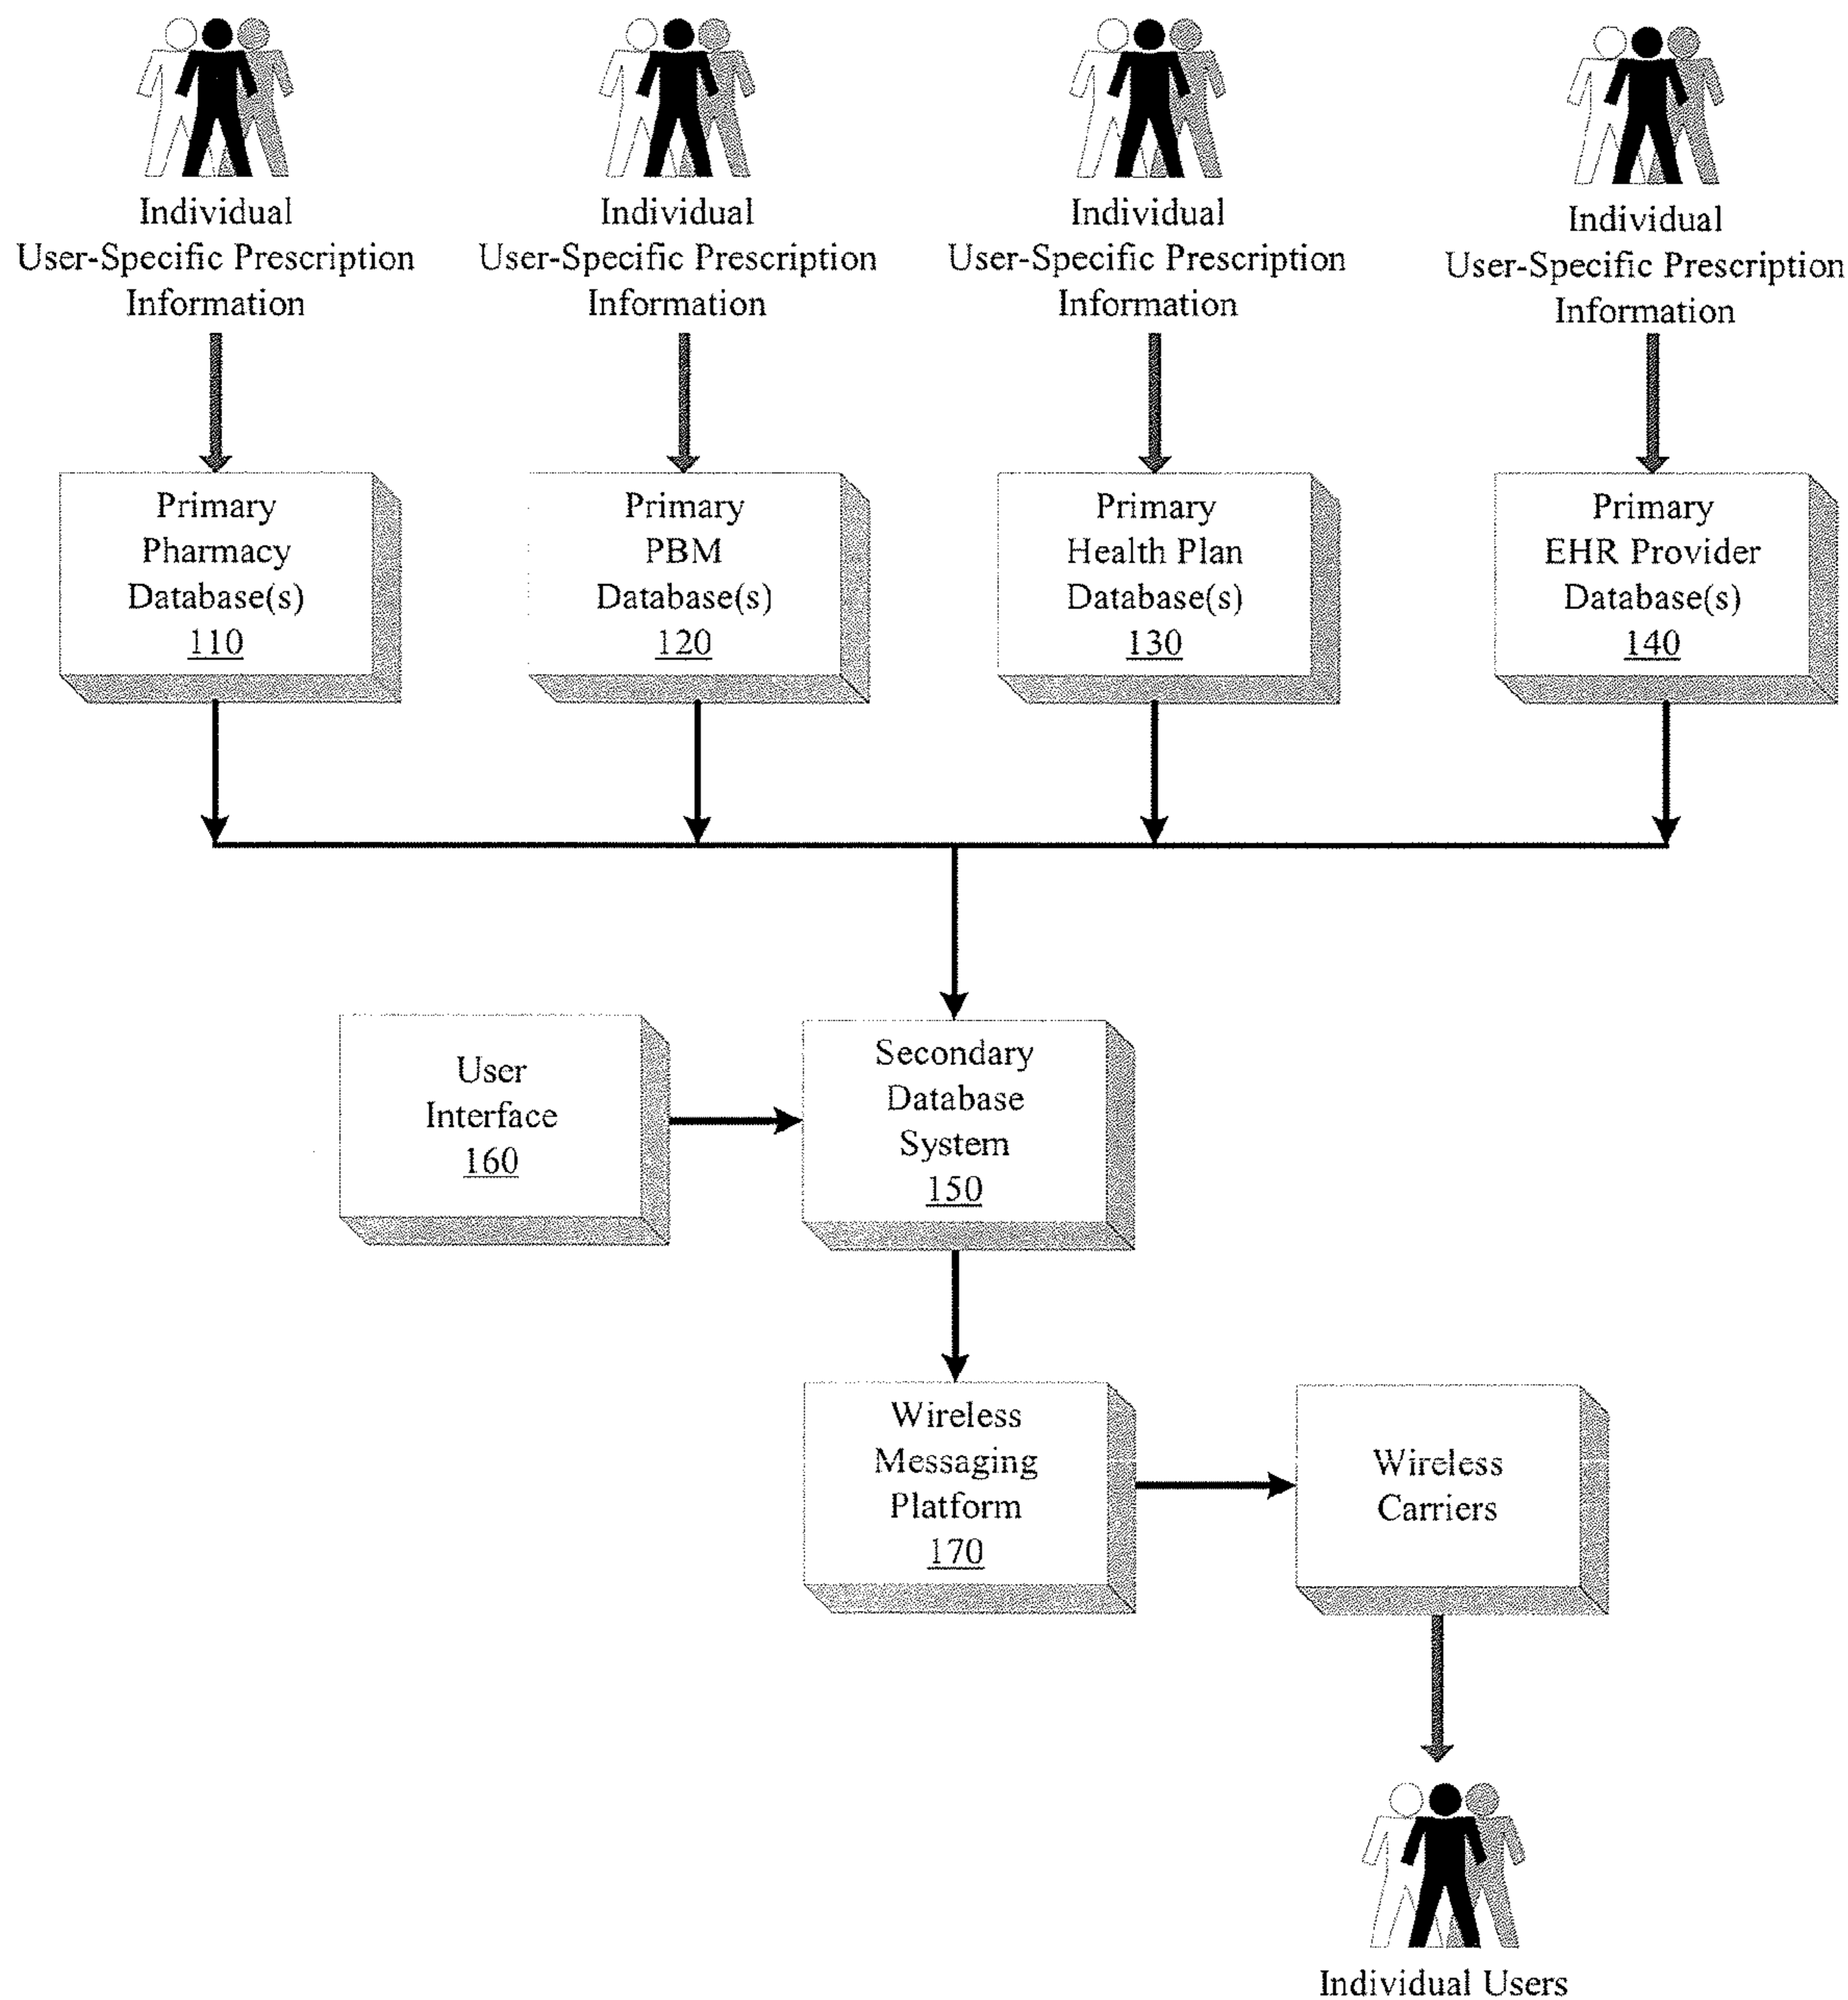 Individual
User-Specific Prescription
Information
Individual
User-Specific Prescription
Information
Individual
User-Specific Prescription
Information
Individual
User-Specific Prescription
Information
Primary
Pharmacy
Database(s)
110
Primary
PBM
Database(s)
120
Primary
Health Plan
Database(s)
130
Primary
EHR Provider
Database(s)
140
User
Interface
160
Secondary
Database
System
150
Wireless
Messaging
Platform
170
Wireless
Carriers
Individual Users